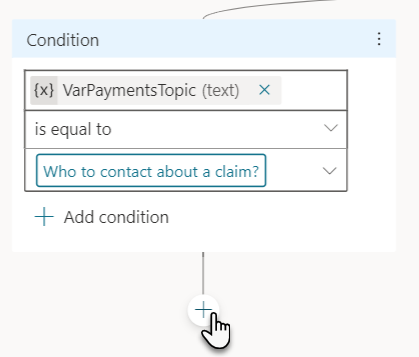 Condition
{x} VarPaymentsTopic (text)
is equal to
Who to contact about a claim?
Add condition